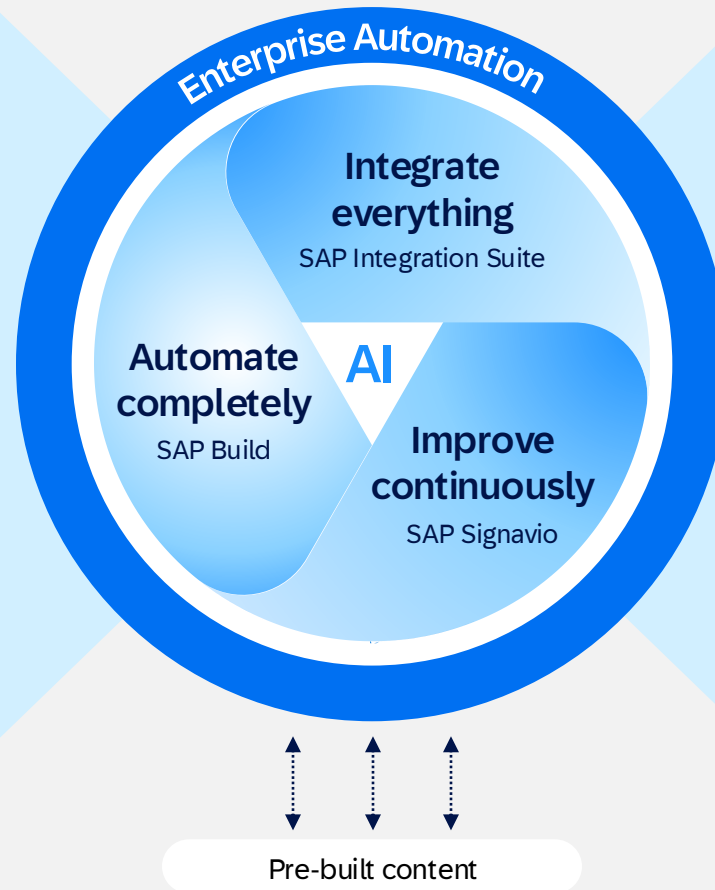 Enterprise Automation
Integrate
everything
SAP Integration Suite
Automate
completely
SAP Build
AI
Improve
continuously
SAP Signavio
Pre-built content